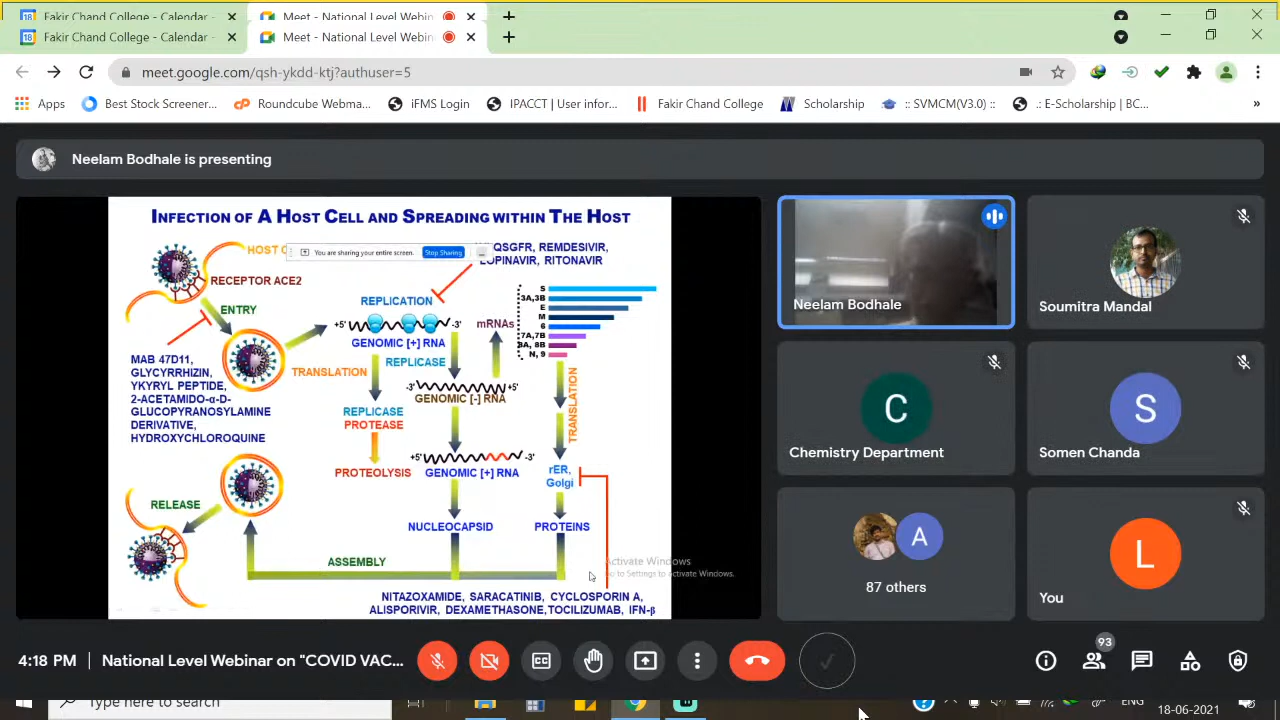 Fakir Chand College - Calendar -
Meet - National Level Webin
Fakir Chand College - Calendar -
Meet - National Level Webin
meet.google.com/qsh-ykdd-ktj?authuser=5
Apps
Best Stock Screener...
Roundcube Webma...
iFMS Login
IPACCT | User infor...
Fakir Chand College
Scholarship
:: SVMCM(V3.0) ::
.: E-Scholarship | BC...
»
Neelam Bodhale is presenting
INFECTION OF A HOST CELL AND SPREADING WITHIN THE HOST
HOST C
You are sharing your entire screen.
Stop Sharing
QSGFR, REMDESIVIR,
LOPINAVIR, RITONAVIR
RECEPTOR ACE2
ENTRY
MAB 47D11,
GLYCYRRHIZIN,
YKYRYL PEPTIDE,
2-ACETAMIDO-α-D-
GLUCOPYRANOSYLAMINE
DERIVATIVE,
HYDROXYCHLOROQUINE
REPLICATION
+5'
-3'
GENOMIC [+] RNA
TRANSLATION
REPLICASE
mRNAs
S
3A,3B
E
M
6
7A,7B
8A, 8B
N, 9
-3'
+5'
GENOMIC [-] RNA
REPLICASE
PROTEASE
TRANSLATION
+5'
-3'
PROTEOLYSIS
GENOMIC [+] RNA
rER,
Golgi
RELEASE
NUCLEOCAPSID
PROTEINS
ASSEMBLY
Activate Windows
Go to Settings to Activate Windows.
NITAZOXAMIDE, SARACATINIB, CYCLOSPORIN A,
ALISPORIVIR, DEXAMETHASONE,TOCILIZUMAB, IFN-β
Neelam Bodhale
Soumitra Mandal
C
Chemistry Department
S
Somen Chanda
A
87 others
L
You
4:18 PM
National Level Webinar on "COVID VAC...
93
Type here to search
ENG
18-06-2021